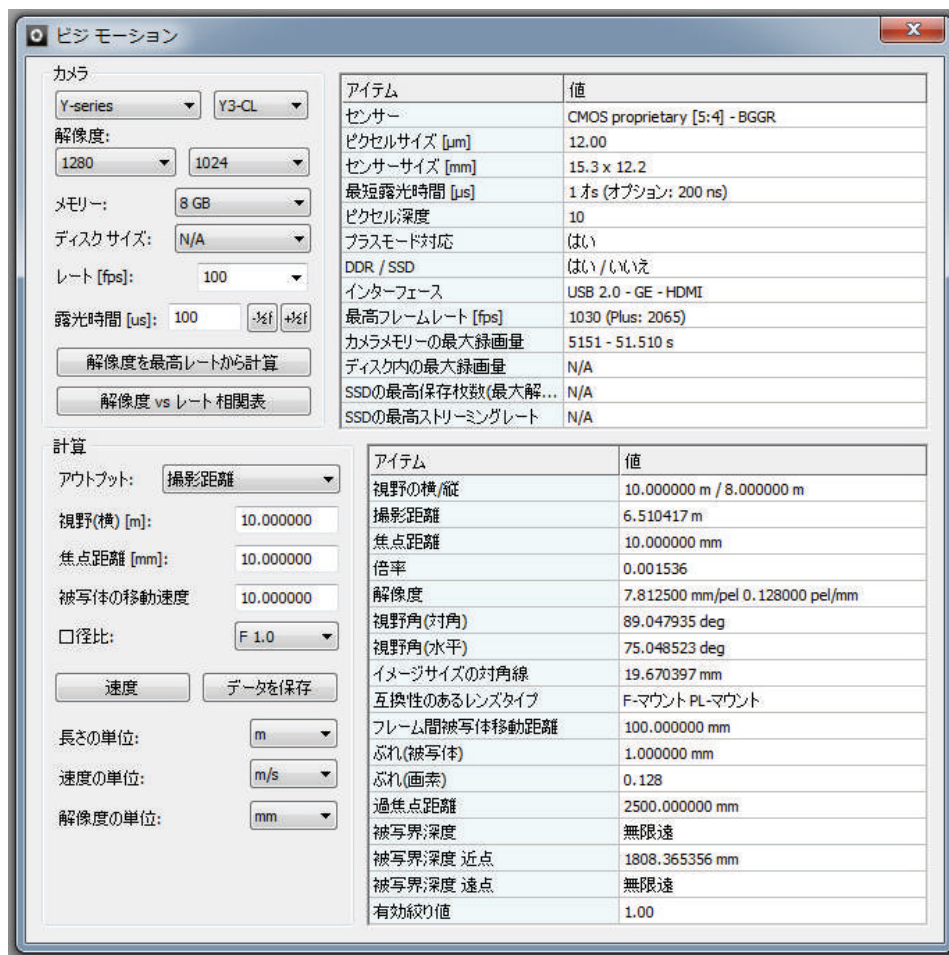 ビジ モーション
カメラ
Y-series Y3-CL
解像度:
1280 1024
メモリー: 8 GB
ディスク サイズ: N/A
レート [fps]: 100
露光時間 [us]: 100 -½f +½f
解像度を最高レートから計算
解像度 vs レート 相関表
アイテム 値
センサー CMOS proprietary [5:4] - BGGR
ピクセルサイズ [µm] 12.00
センサーサイズ [mm] 15.3 x 12.2
最短露光時間 [µs] 1 オs (オプション: 200 ns)
ピクセル深度 10
プラスモード対応 はい
DDR / SSD はい / いいえ
インターフェース USB 2.0 - GE - HDMI
最高フレームレート [fps] 1030 (Plus: 2065)
カメラメモリーの最大録画量 5151 - 51.510 s
ディスク内の最大録画量 N/A
SSDの最高保存枚数(最大解... N/A
SSDの最高ストリーミングレート N/A
計算
アウトプット: 撮影距離
視野(横) [m]: 10.000000
焦点距離 [mm]: 10.000000
被写体の移動速度 10.000000
口径比: F 1.0
速度 データを保存
長さの単位: m
速度の単位: m/s
解像度の単位: mm
アイテム 値
視野の横/縦 10.000000 m / 8.000000 m
撮影距離 6.510417 m
焦点距離 10.000000 mm
倍率 0.001536
解像度 7.812500 mm/pel 0.128000 pel/mm
視野角(対角) 89.047935 deg
視野角(水平) 75.048523 deg
イメージサイズの対角線 19.670397 mm
互換性のあるレンズタイプ F-マウント PL-マウント
フレーム間被写体移動距離 100.000000 mm
ぶれ(被写体) 1.000000 mm
ぶれ(画素) 0.128
過焦点距離 2500.000000 mm
被写界深度 無限遠
被写界深度 近点 1808.365356 mm
被写界深度 遠点 無限遠
有効絞り値 1.00